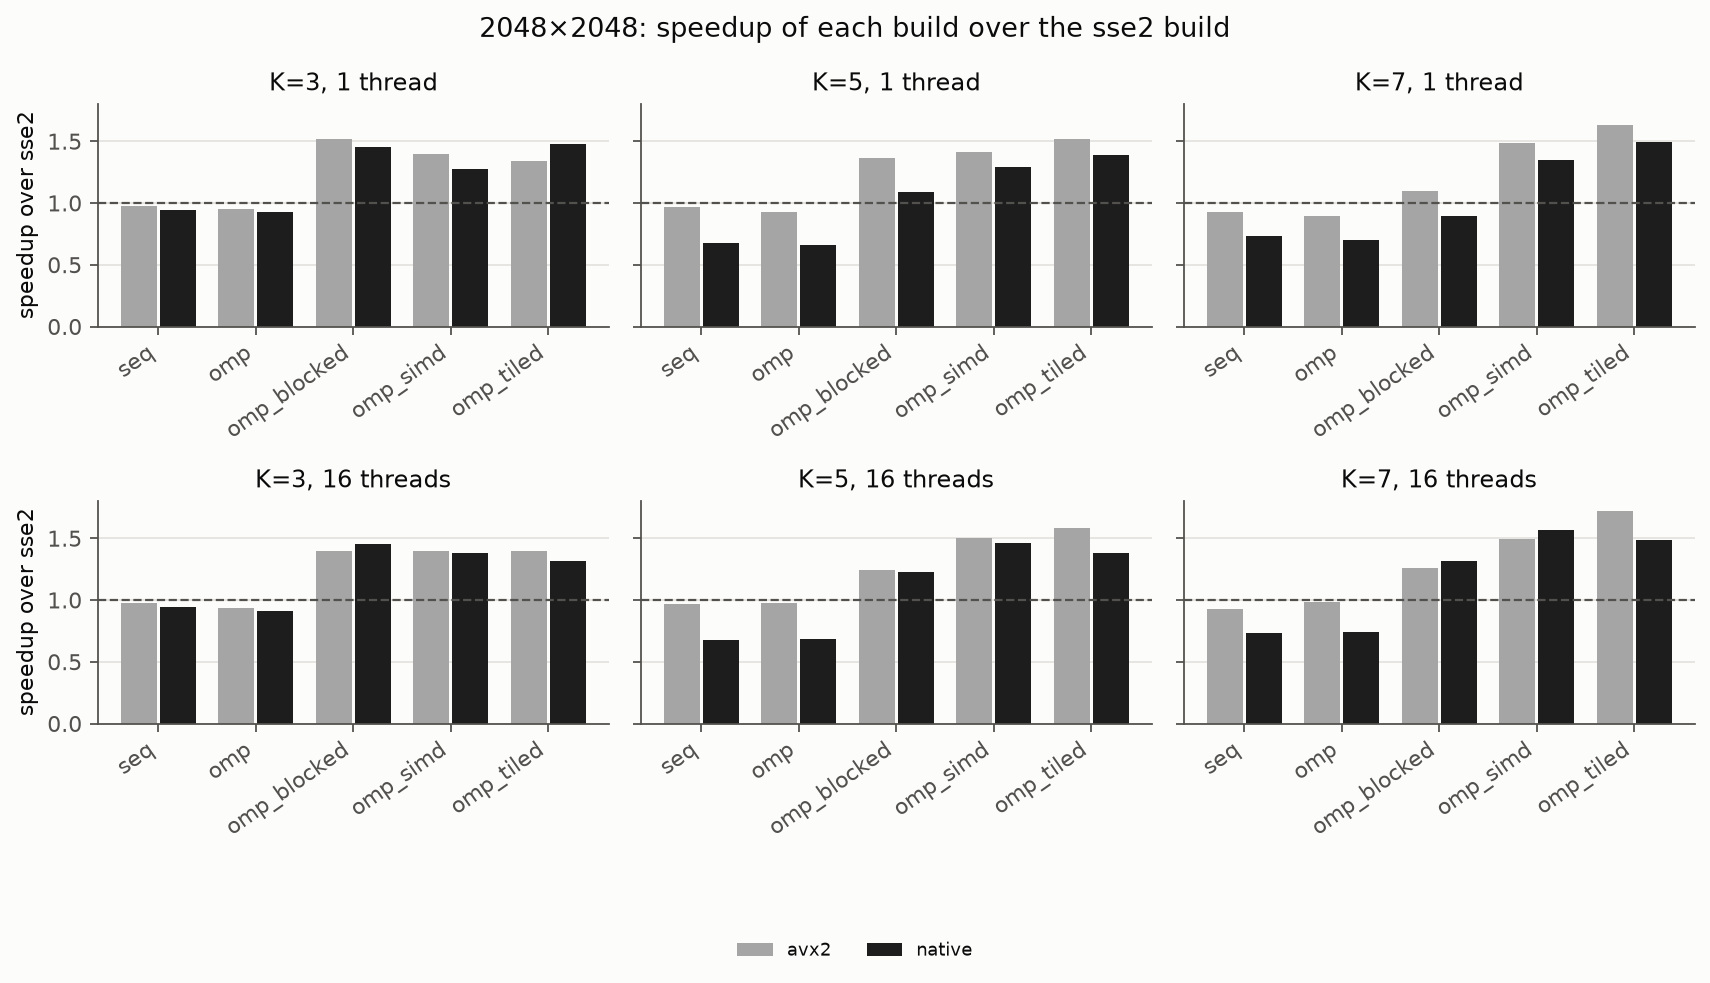 2048×2048: speedup of each build over the sse2 build
K=3, 1 thread
K=5, 1 thread
K=7, 1 thread
speedup over sse2
1.5
1.0
0.5
0.0
seq
omp
omp_blocked
omp_simd
omp_tiled
seq
omp
omp_blocked
omp_simd
omp_tiled
seq
omp
omp_blocked
omp_simd
omp_tiled
K=3, 16 threads
K=5, 16 threads
K=7, 16 threads
speedup over sse2
1.5
1.0
0.5
0.0
seq
omp
omp_blocked
omp_simd
omp_tiled
seq
omp
omp_blocked
omp_simd
omp_tiled
seq
omp
omp_blocked
omp_simd
omp_tiled
avx2
native